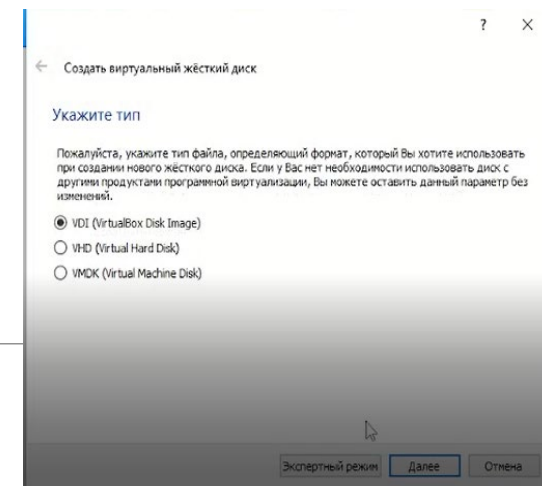 ?
Создать виртуальный жёсткий диск
Укажите тип
Пожалуйста, укажите тип файла, определяющий формат, который Вы хотите использовать
при создании нового жёсткого диска. Если у Вас нет необходимости использовать диск с
другими продуктами программной виртуализации, Вы можете оставить данный параметр без
изменений.
VDI (VirtualBox Disk Image)
VHD (Virtual Hard Disk)
VMDK (Virtual Machine Disk)
Экспертный режим Далее Отмена